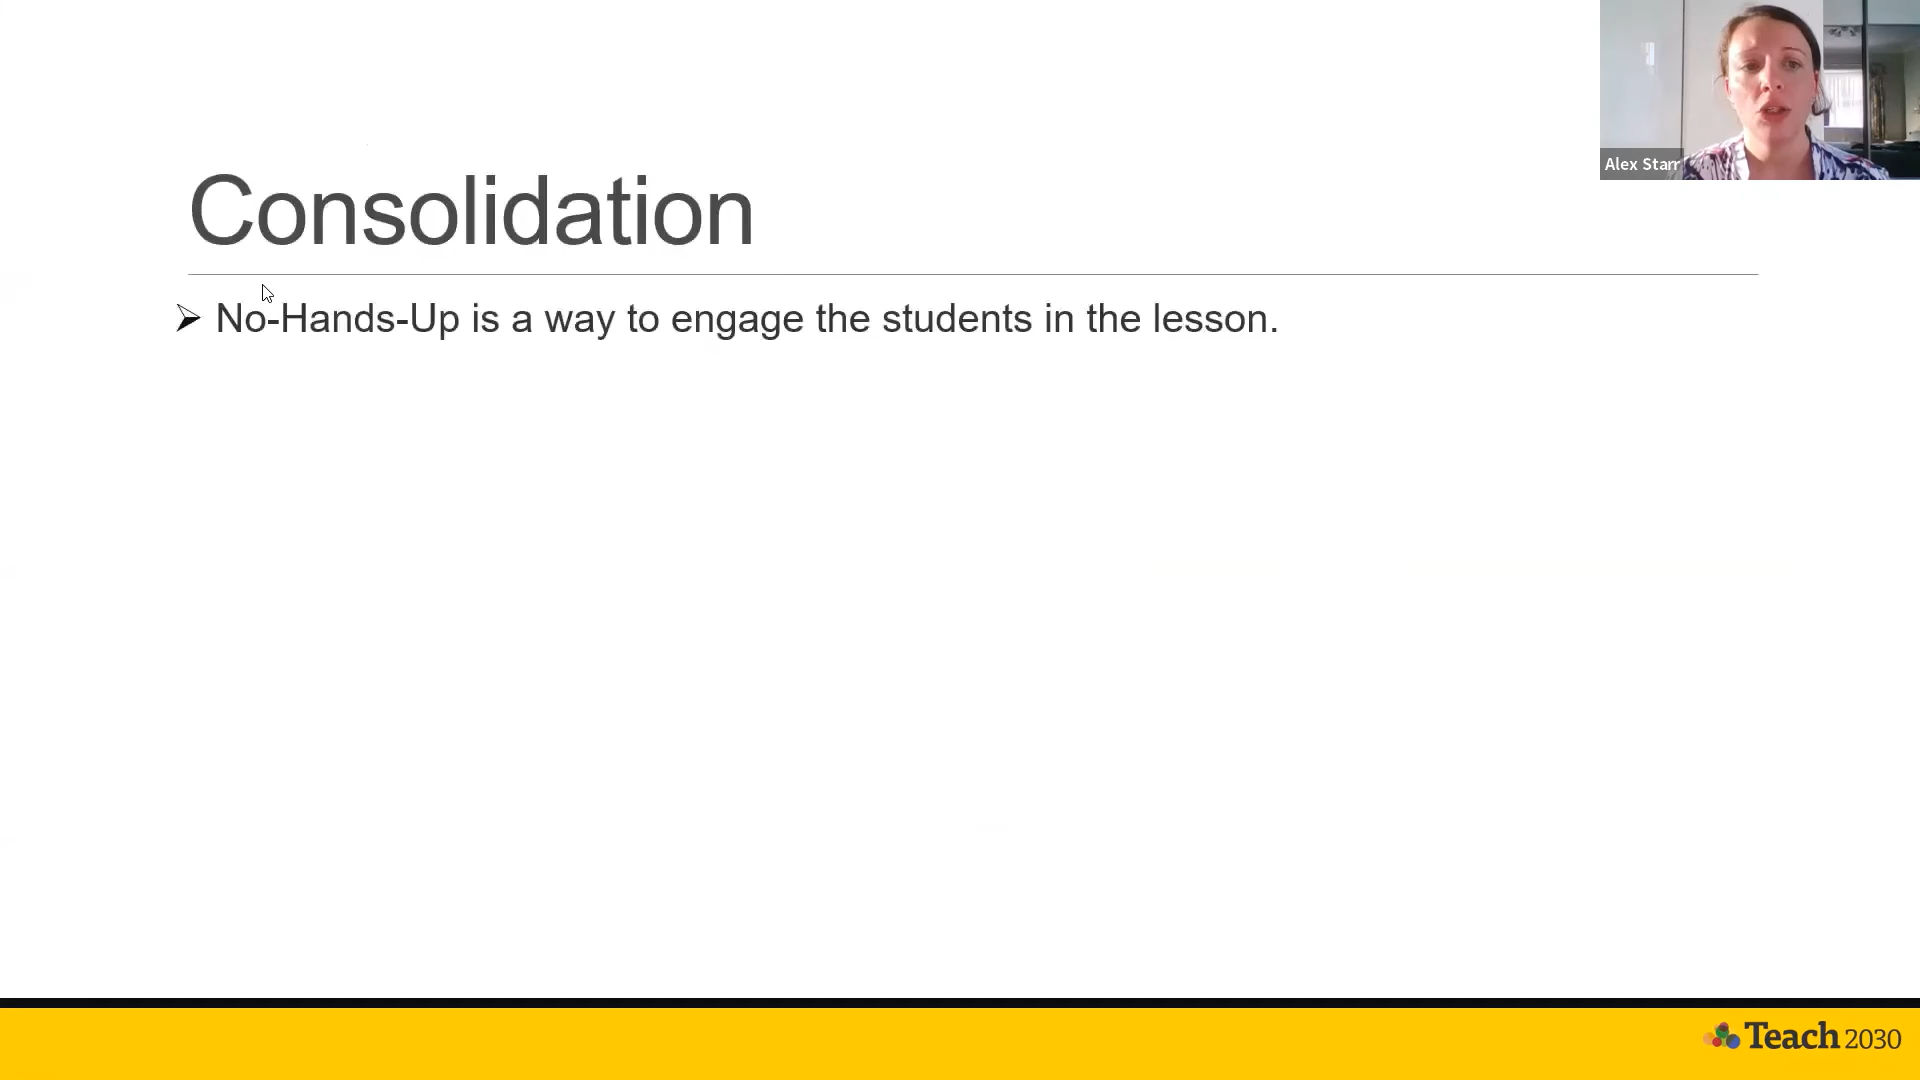 Alex Starr
Consolidation
No-Hands-Up is a way to engage the students in the lesson.
Teach 2030